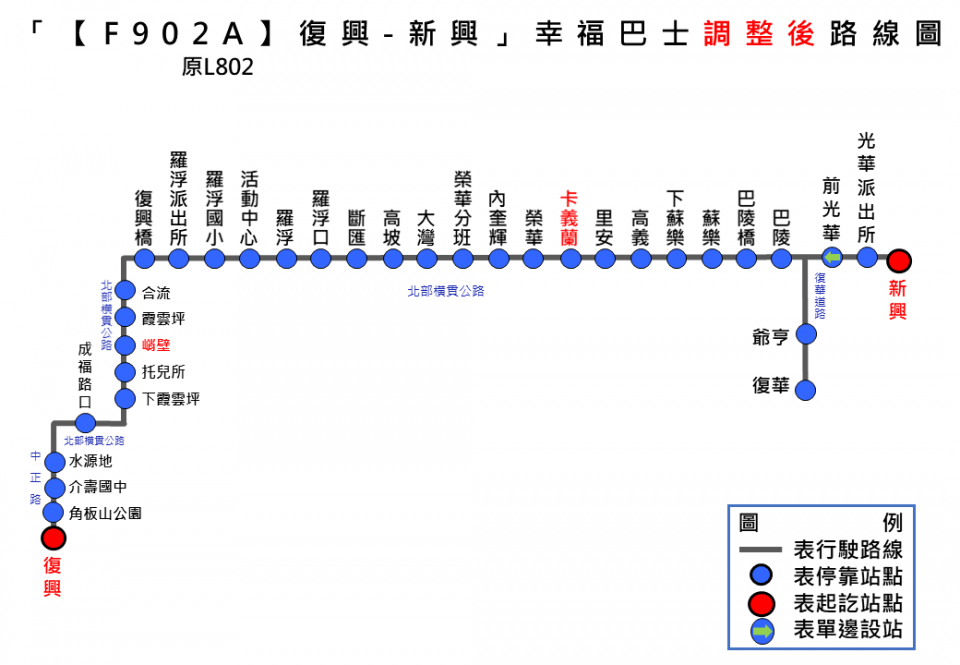 「【F902A】復興-新興」幸福巴士調整後路線圖
原L802
復興橋
羅浮派出所
羅浮國小
活動中心
羅浮
羅浮口
斷匯
高坡
大灣
榮華分班
內奎輝
榮華
卡義蘭
里安
高義
下蘇樂
蘇樂
巴陵橋
巴陵
前光華
光華派出所
新興
北部橫貫公路
復華道路
爺亨
復華
北部橫貫公路
合流
霞雲坪
峭壁
托兒所
下霞雲坪
成福路口
北部橫貫公路
中正路
水源地
介壽國中
角板山公園
復興
圖例
表行駛路線
表停靠站點
表起訖站點
表單邊設站